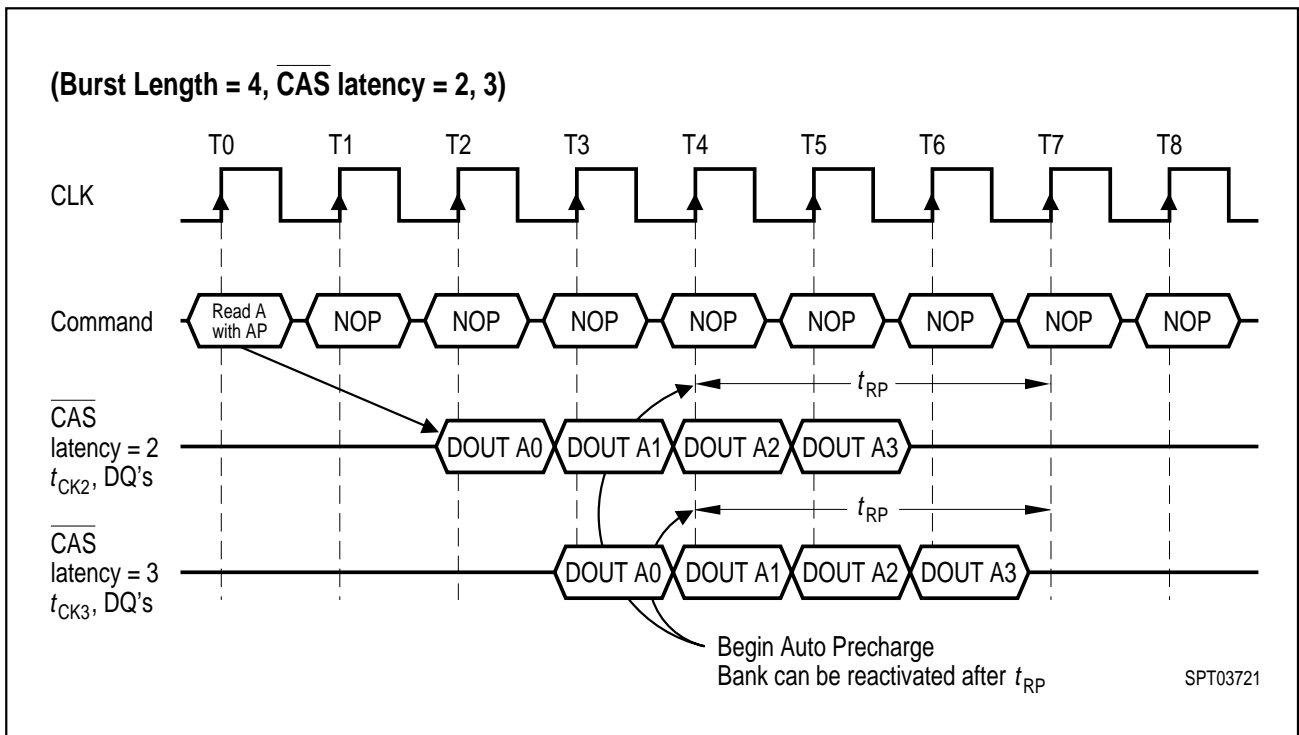 (Burst Length = 4, CAS latency = 2, 3)
T0 T1 T2 T3 T4 T5 T6 T7 T8
CLK
Command
Read A
with AP
NOP NOP NOP NOP NOP NOP NOP NOP
tRP
CAS
latency = 2
tCK2, DQ's
DOUT A0 DOUT A1 DOUT A2 DOUT A3
tRP
CAS
latency = 3
tCK3, DQ's
DOUT A0 DOUT A1 DOUT A2 DOUT A3
Begin Auto Precharge
Bank can be reactivated after tRP
SPT03721